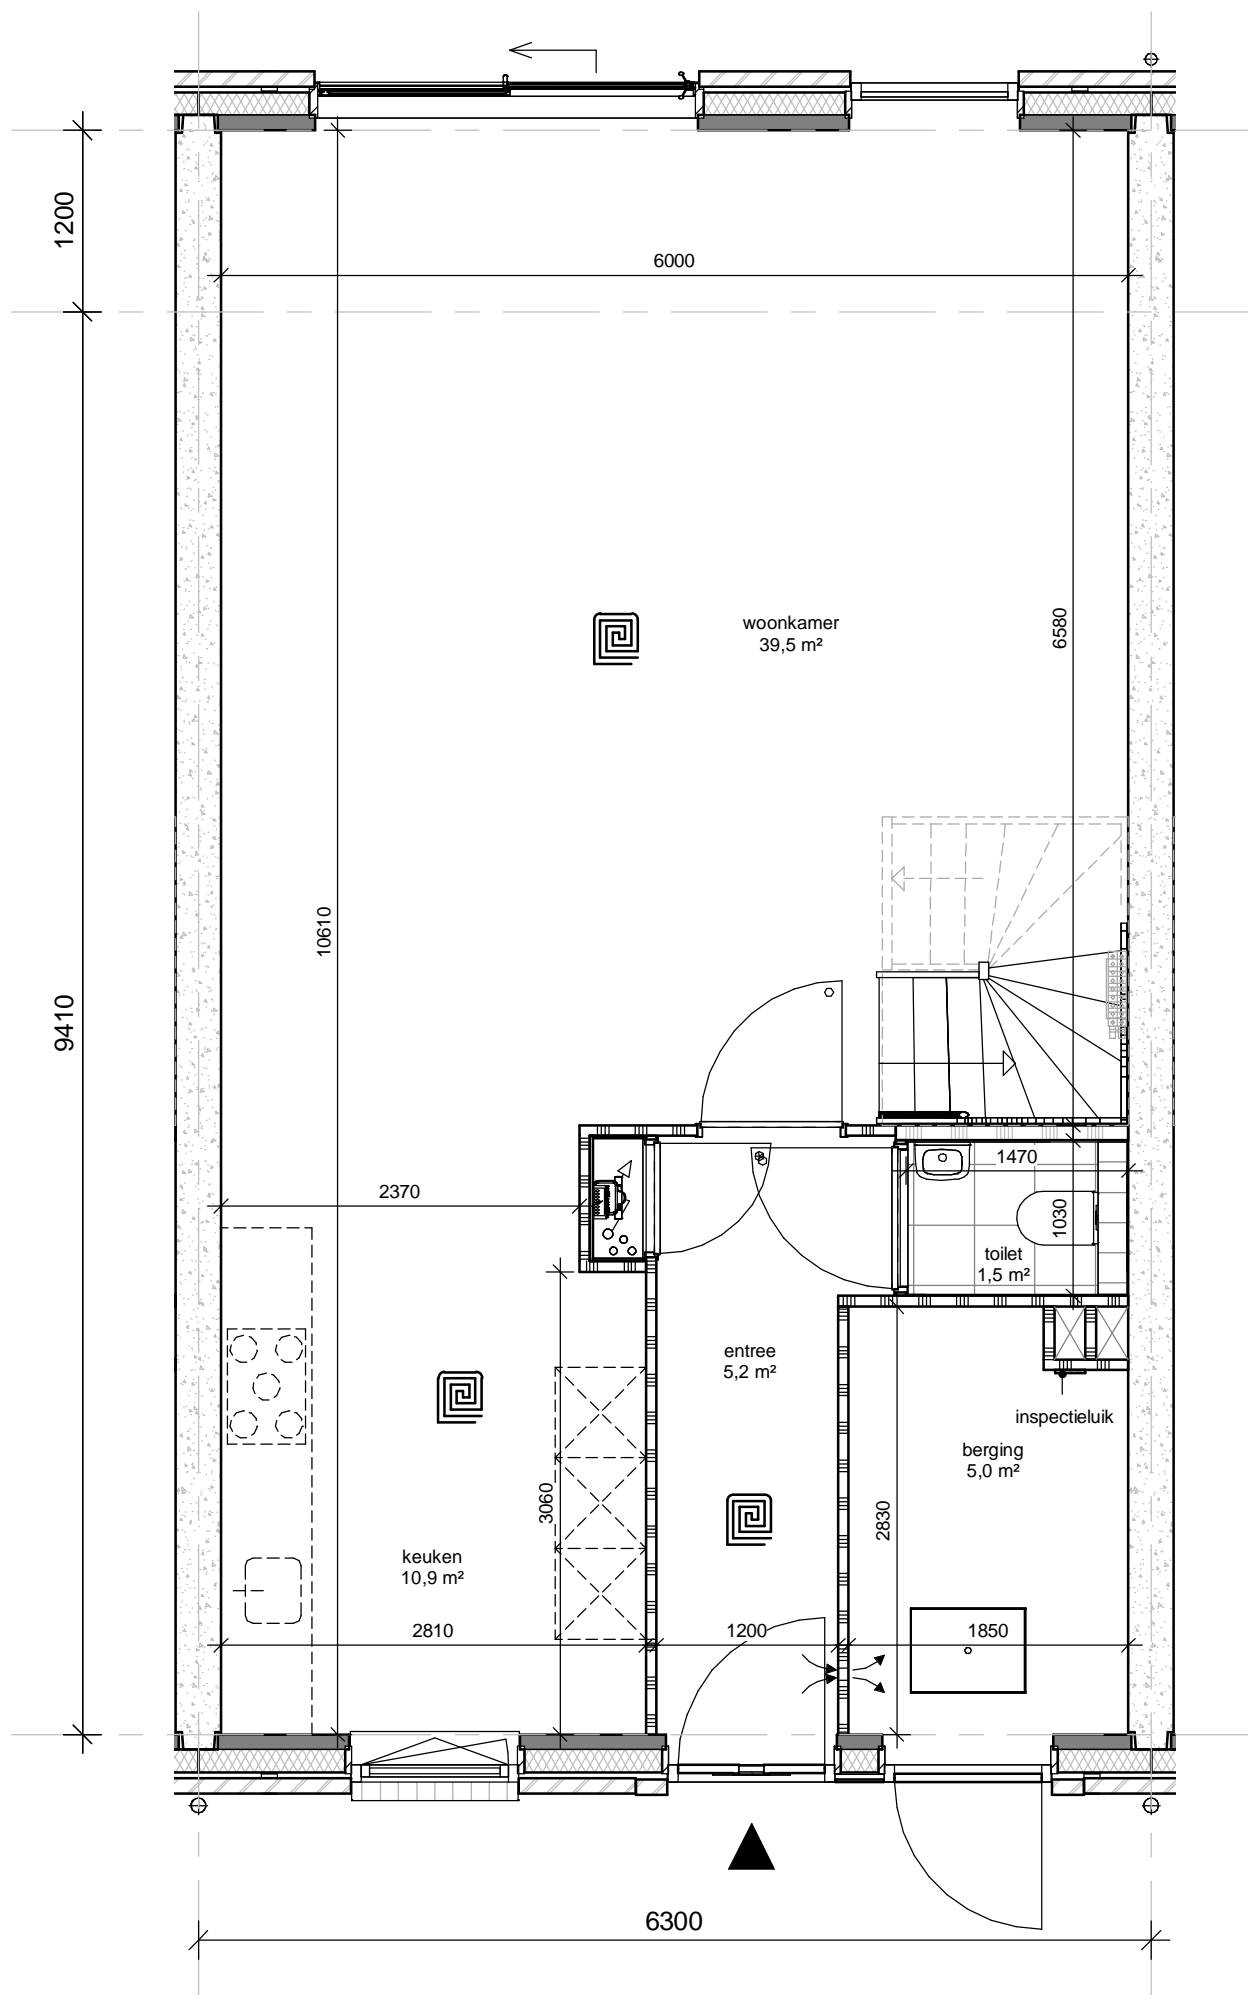 1200
6000
woonkamer
39,5 m²
6580
10610
9410
2370
1470
1030
toilet
1,5 m²
entree
5,2 m²
inspectieluik
berging
5,0 m²
3060
2830
keuken
10,9 m²
2810
1200
1850
6300